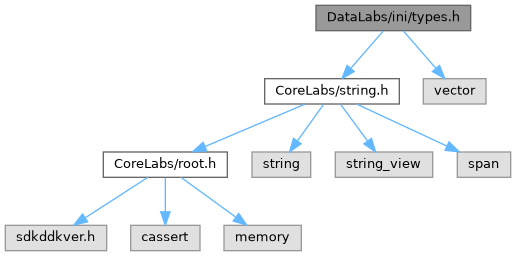 DataLabs/ini/types.h
CoreLabs/string.h
vector
CoreLabs/root.h
string
string_view
span
sdkddkver.h
cassert
memory